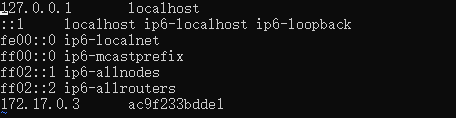 127.0.0.1	localhost
::1	localhost ip6-localhost ip6-loopback
fe00::0 ip6-localnet
ff00::0 ip6-mcastprefix
ff02::1 ip6-allnodes
ff02::2 ip6-allrouters
172.17.0.3	ac9f233bdde1
~